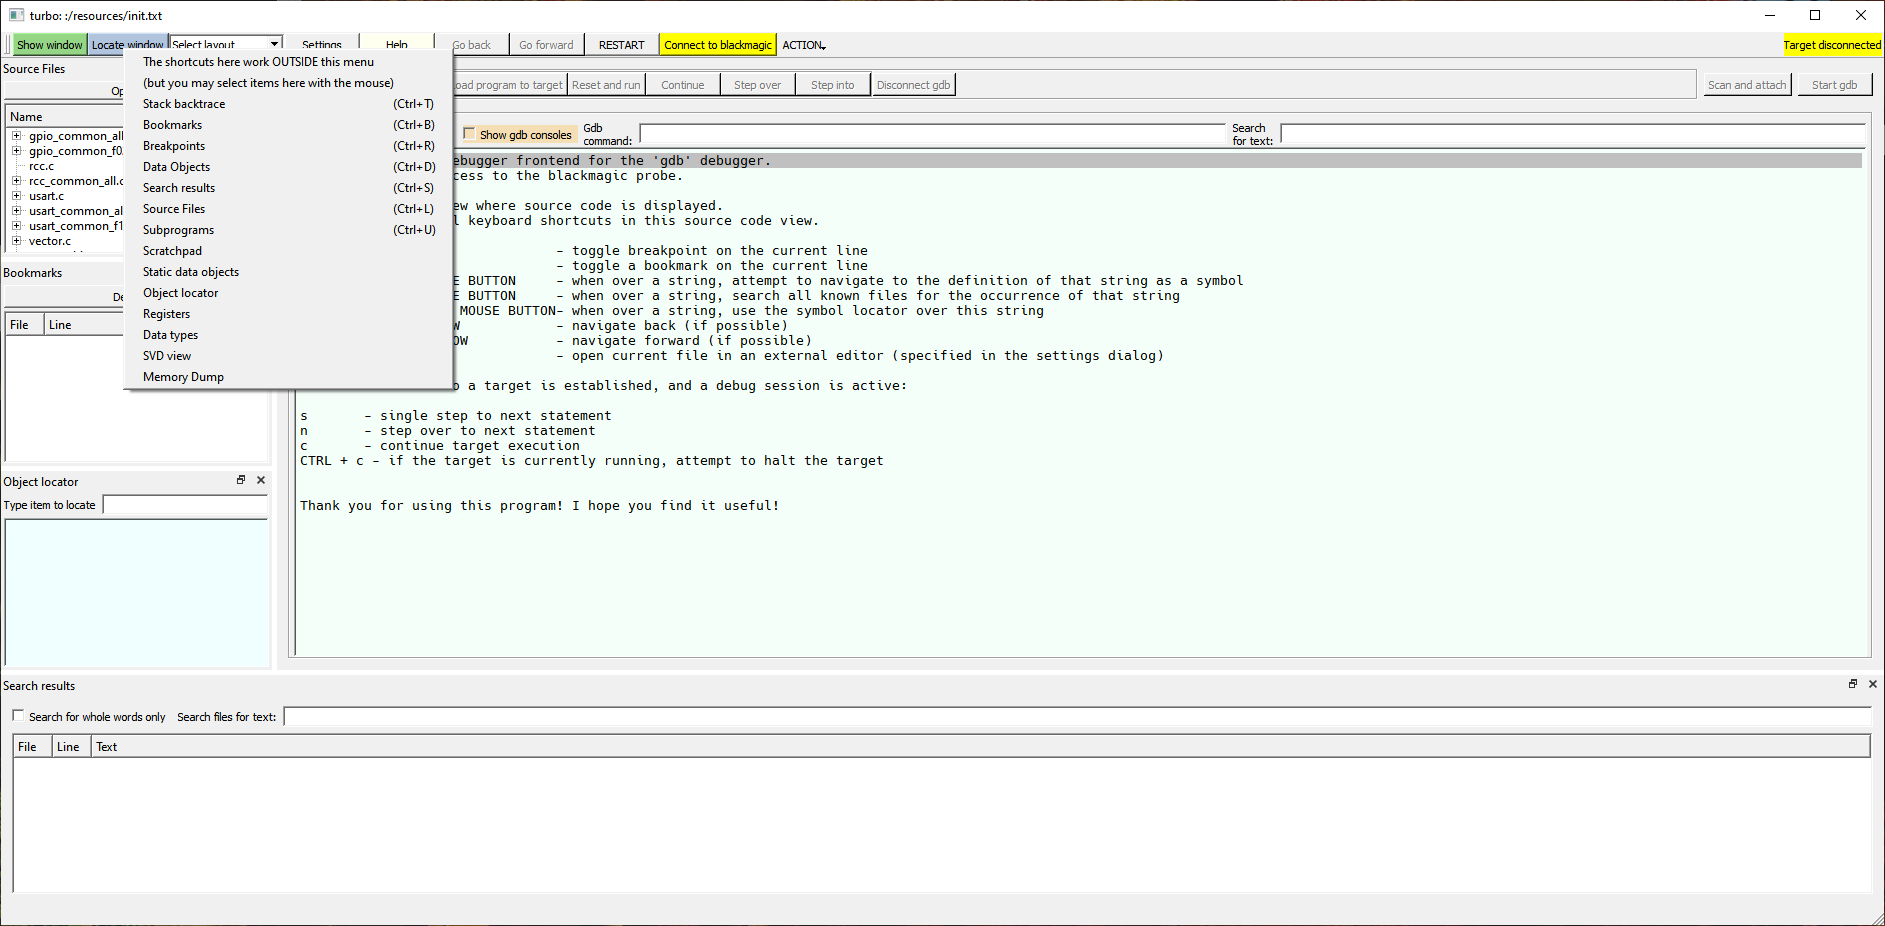 turbo: :/resources/init.txt
Show window Locate window Select layout Settings Help Go back Go forward RESTART Connect to blackmagic ACTION Target disconnected
Source Files
The shortcuts here work OUTSIDE this menu
(but you may select items here with the mouse)
Stack backtrace (Ctrl+T)
Bookmarks (Ctrl+B)
Breakpoints (Ctrl+R)
Data Objects (Ctrl+D)
Search results (Ctrl+S)
Source Files (Ctrl+L)
Subprograms (Ctrl+U)
Scratchpad
Static data objects
Object locator
Registers
Data types
SVD view
Memory Dump
oad program to target Reset and run Continue Step over Step into Disconnect gdb Scan and attach Start gdb
Op
Name
gpio_common_all
gpio_common_f0
rcc.c
rcc_common_all.c
usart.c
usart_common_al
usart_common_f1
vector.c
Bookmarks
De
File Line
Show gdb consoles Gdb command: Search for text:
ebugger frontend for the 'gdb' debugger.
cess to the blackmagic probe.
ew where source code is displayed.
l keyboard shortcuts in this source code view.
- toggle breakpoint on the current line
- toggle a bookmark on the current line
E BUTTON - when over a string, attempt to navigate to the definition of that string as a symbol
E BUTTON - when over a string, search all known files for the occurrence of that string
MOUSE BUTTON- when over a string, use the symbol locator over this string
W - navigate back (if possible)
OW - navigate forward (if possible)
- open current file in an external editor (specified in the settings dialog)
o a target is established, and a debug session is active:
s - single step to next statement
n - step over to next statement
c - continue target execution
CTRL + c - if the target is currently running, attempt to halt the target
Thank you for using this program! I hope you find it useful!
Object locator
Type item to locate
Search results
Search for whole words only Search files for text:
File Line Text